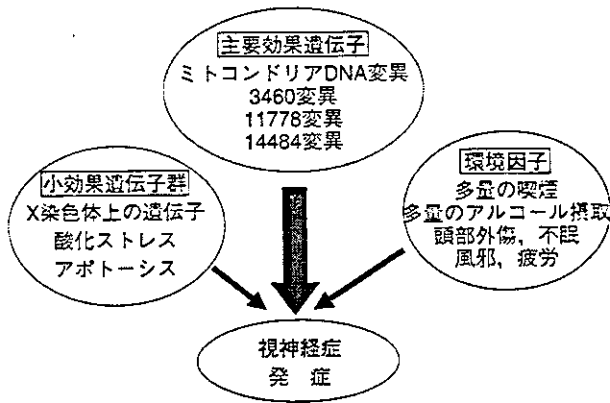 主要効果遺伝子
ミトコンドリアDNA変異
3460変異
11778変異
14484変異
小効果遺伝子群
X染色体上の遺伝子
酸化ストレス
アポトーシス
環境因子
多量の喫煙
多量のアルコール摂取
頭部外傷，不眠
風邪，疲労
視神経症
発 症